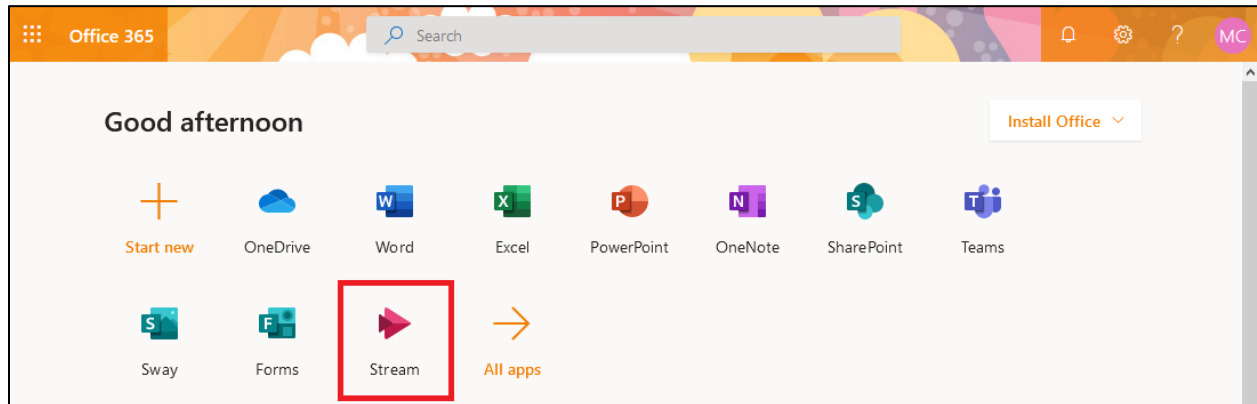 Office 365
Search
?
MC
Good afternoon
Install Office
Start new
OneDrive
Word
Excel
PowerPoint
OneNote
SharePoint
Teams
W
X
P
N
S
T
Sway
Forms
Stream
All apps
S
F